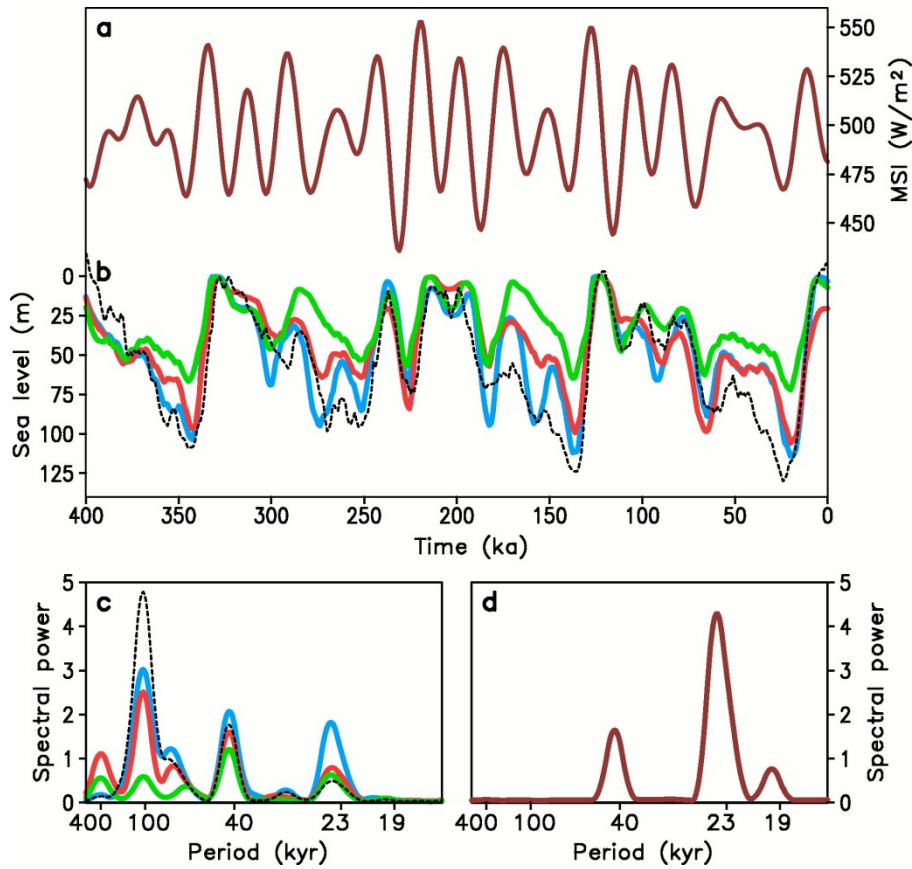 a
550
525
500
475
450
MSI (W/m²)
b
0
25
50
75
100
125
Sea level (m)
400 350 300 250 200 150 100 50 0
Time (ka)
c
5
4
3
2
1
0
Spectral power
400 100 40 23 19
Period (kyr)
d
5
4
3
2
1
0
Spectral power
400 100 40 23 19
Period (kyr)